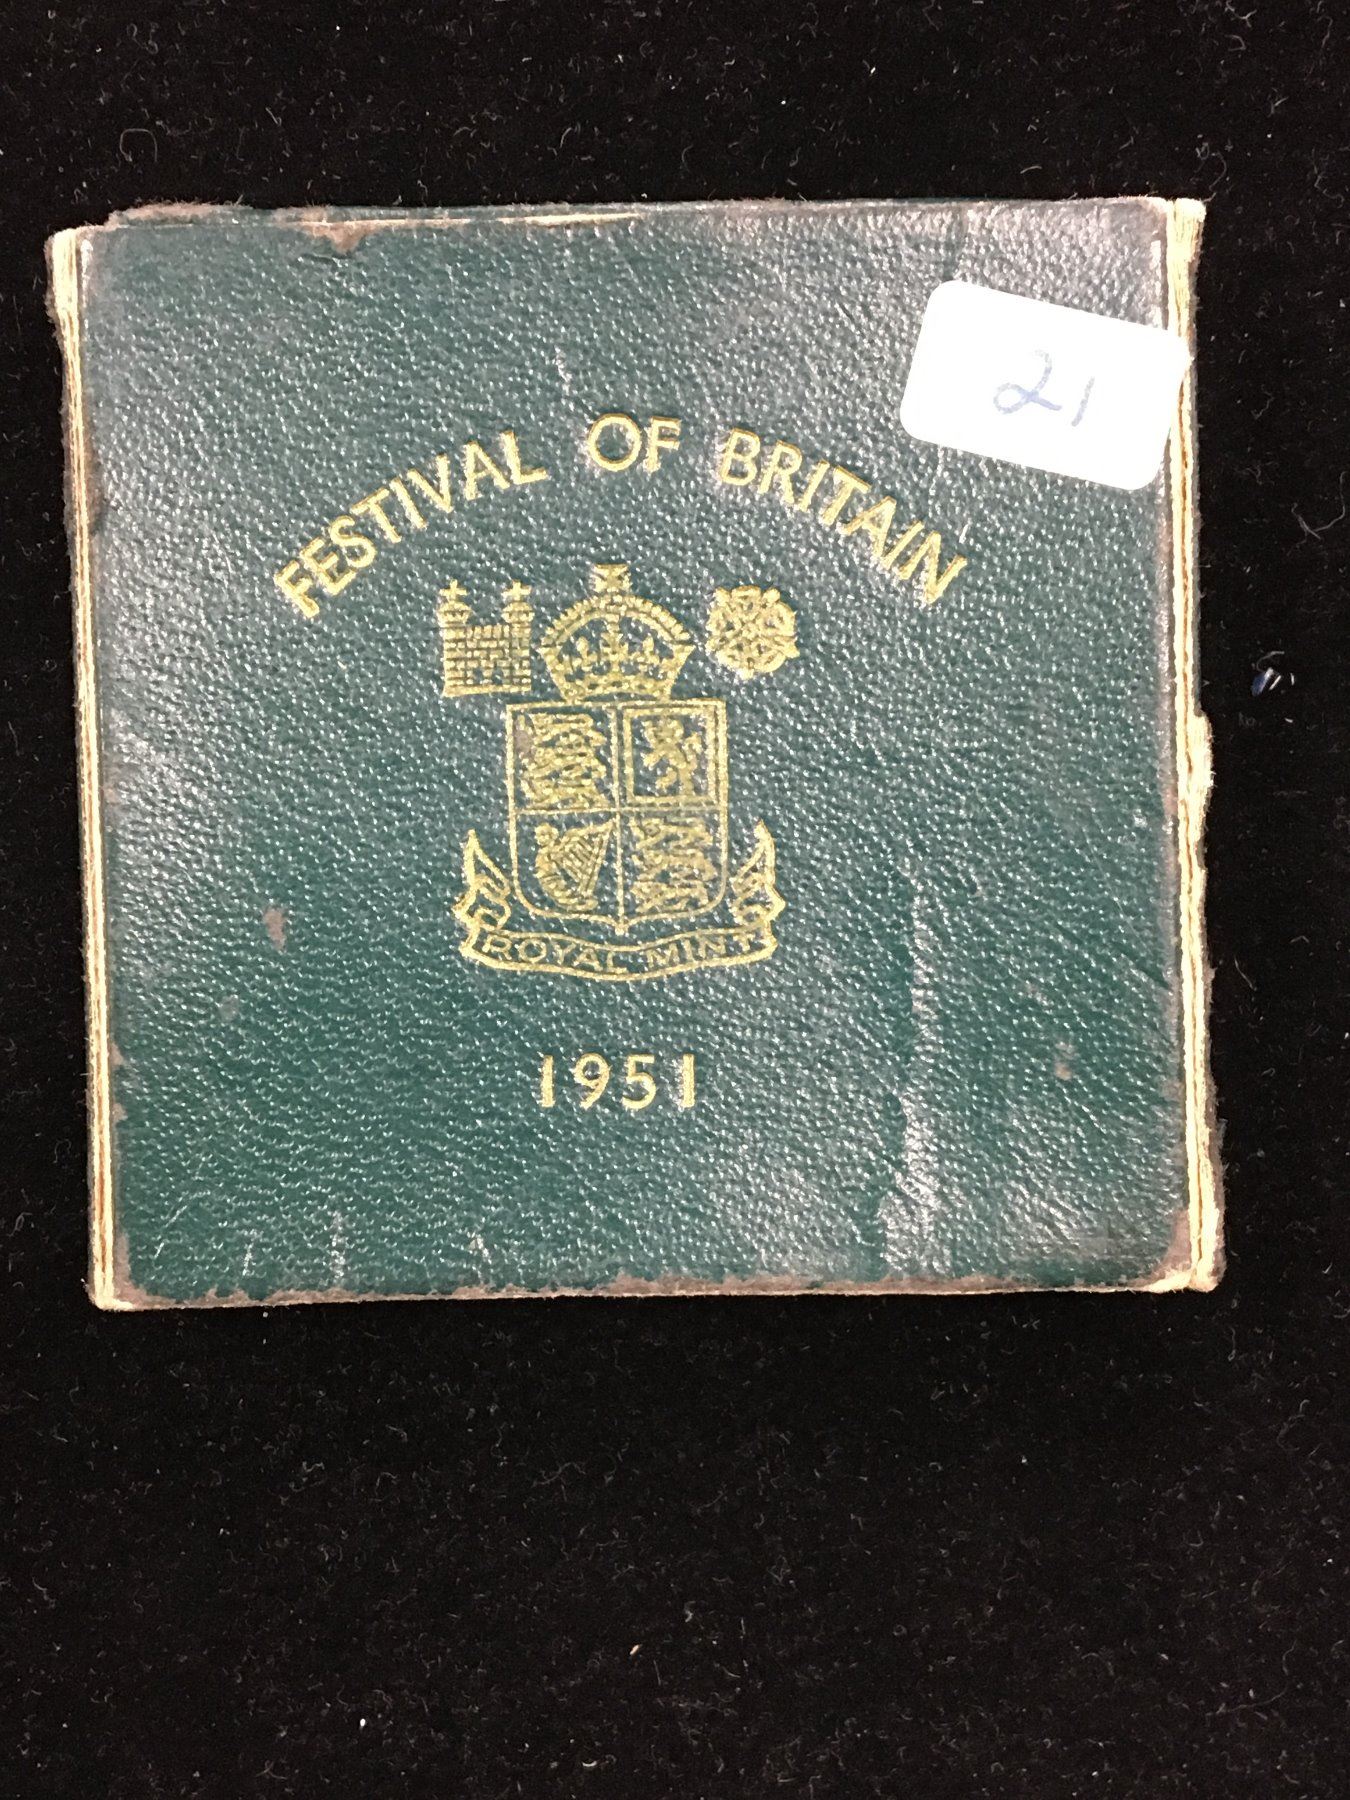 21
FESTIVAL OF BRITAIN
ROYAL MINT
1951